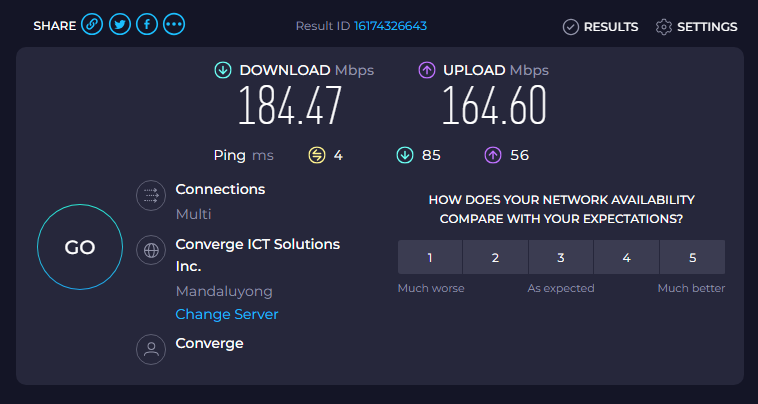 SHARE
Result ID 16174326643
RESULTS
SETTINGS
DOWNLOAD Mbps
184.47
UPLOAD Mbps
164.60
Ping ms
4
85
56
GO
Connections
Multi
Converge ICT Solutions
Inc.
Mandaluyong
Change Server
Converge
HOW DOES YOUR NETWORK AVAILABILITY
COMPARE WITH YOUR EXPECTATIONS?
1 2 3 4 5
Much worse As expected Much better